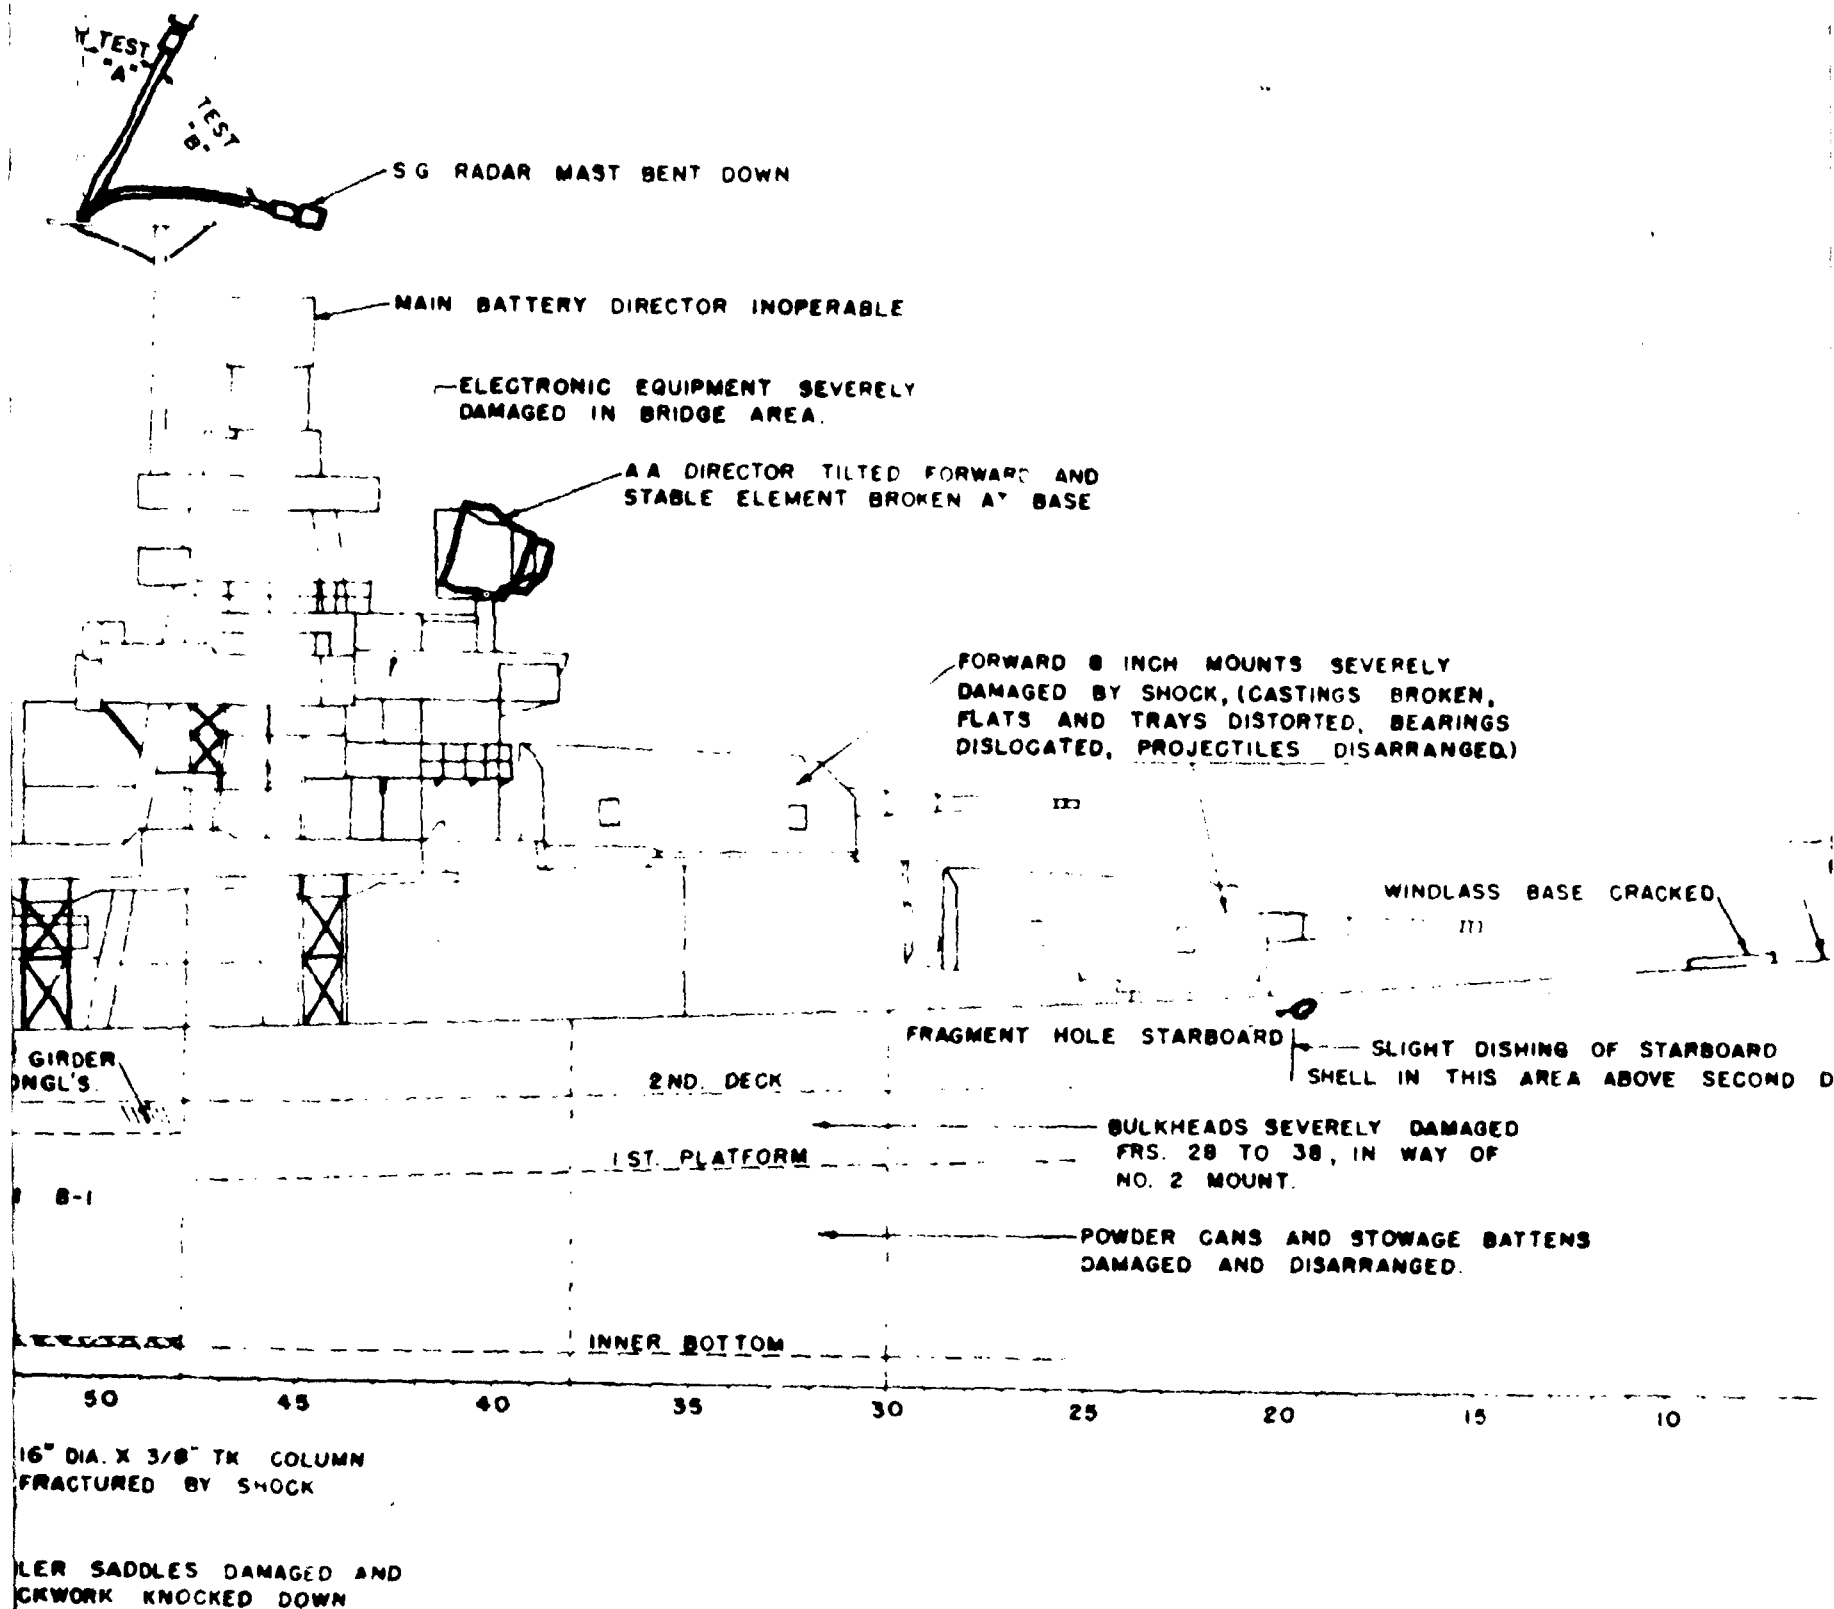 TEST
"A"
TEST
"B"
SG RADAR MAST BENT DOWN
MAIN BATTERY DIRECTOR INOPERABLE
ELECTRONIC EQUIPMENT SEVERELY
DAMAGED IN BRIDGE AREA.
AA DIRECTOR TILTED FORWARD AND
STABLE ELEMENT BROKEN AT BASE
FORWARD 8 INCH MOUNTS SEVERELY
DAMAGED BY SHOCK, (CASTINGS BROKEN,
FLATS AND TRAYS DISTORTED, BEARINGS
DISLOCATED, PROJECTILES DISARRANGED.)
WINDLASS BASE CRACKED
FRAGMENT HOLE STARBOARD
SLIGHT DISHING OF STARBOARD
SHELL IN THIS AREA ABOVE SECOND D
GIRDER
ONGL'S.
2ND. DECK
BULKHEADS SEVERELY DAMAGED
FRS. 28 TO 38, IN WAY OF
NO. 2 MOUNT.
1ST. PLATFORM
B-1
POWDER CANS AND STOWAGE BATTENS
DAMAGED AND DISARRANGED.
INNER BOTTOM
50 45 40 35 30 25 20 15 10
16" DIA. X 3/8" TK COLUMN
FRACTURED BY SHOCK
LER SADDLES DAMAGED AND
CKWORK KNOCKED DOWN